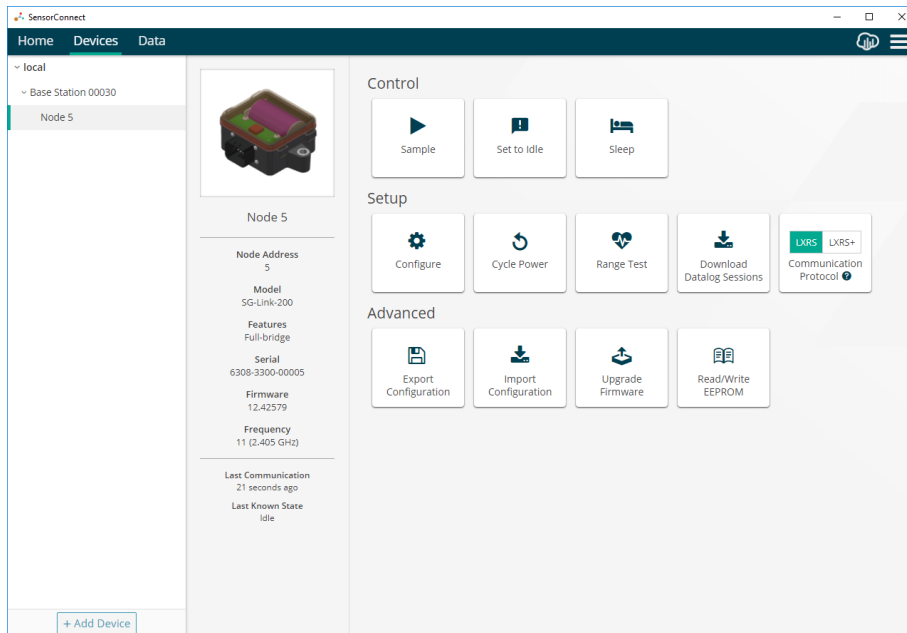 SensorConnect
Home Devices Data
local
Base Station 00030
Node 5
+ Add Device
Node 5
Node Address
5
Model
SG-Link-200
Features
Full-bridge
Serial
6308-3300-00005
Firmware
12.42579
Frequency
11 (2.405 GHz)
Last Communication
21 seconds ago
Last Known State
Idle
Control
Sample
Set to Idle
Sleep
Setup
Configure
Cycle Power
Range Test
Download
Datalog Sessions
LXRS LXRS+
Communication
Protocol ?
Advanced
Export
Configuration
Import
Configuration
Upgrade
Firmware
Read/Write
EEPROM